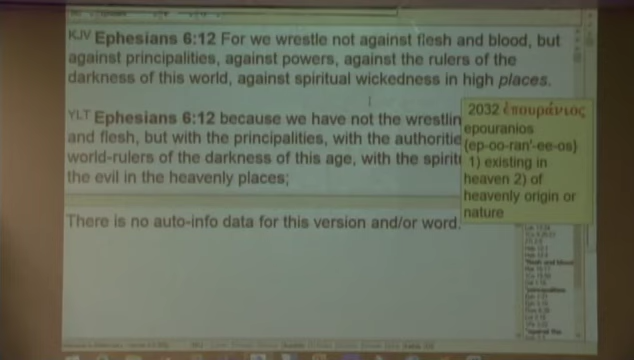 KJV Ephesians 6:12 For we wrestle not against flesh and blood, but
against principalities, against powers, against the rulers of the
darkness of this world, against spiritual wickedness in high places.
YLT Ephesians 6:12 because we have not the wrestlin
and flesh, but with the principalities, with the authoritie
world-rulers of the darkness of this age, with the spirit
the evil in the heavenly places;
2032 ἐπουράνιος
epouranios
{ep-oo-ran'-ee-os}
1) existing in
heaven 2) of
heavenly origin or
nature
There is no auto-info data for this version and/or word.